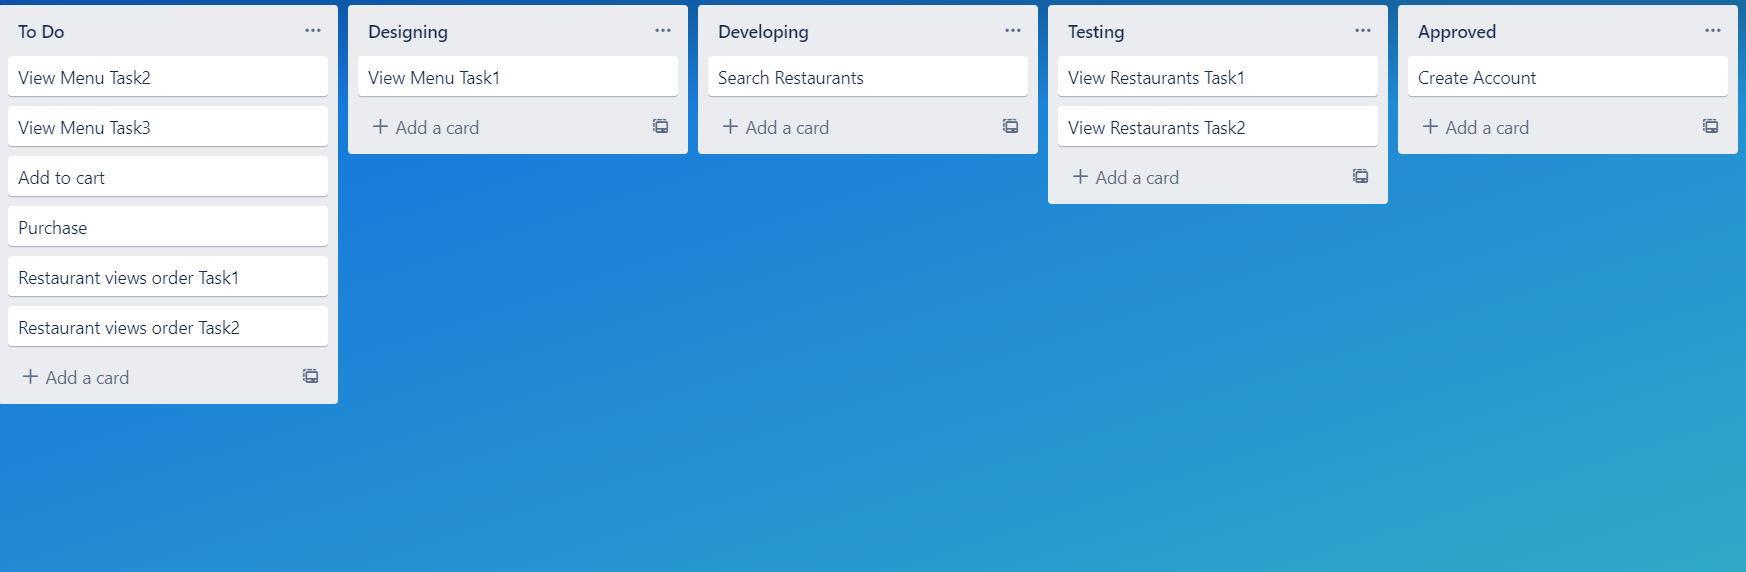 To Do
View Menu Task2
View Menu Task3
Add to cart
Purchase
Restaurant views order Task1
Restaurant views order Task2
+ Add a card
Designing
View Menu Task1
+ Add a card
Developing
Search Restaurants
+ Add a card
Testing
View Restaurants Task1
View Restaurants Task2
+ Add a card
Approved
Create Account
+ Add a card